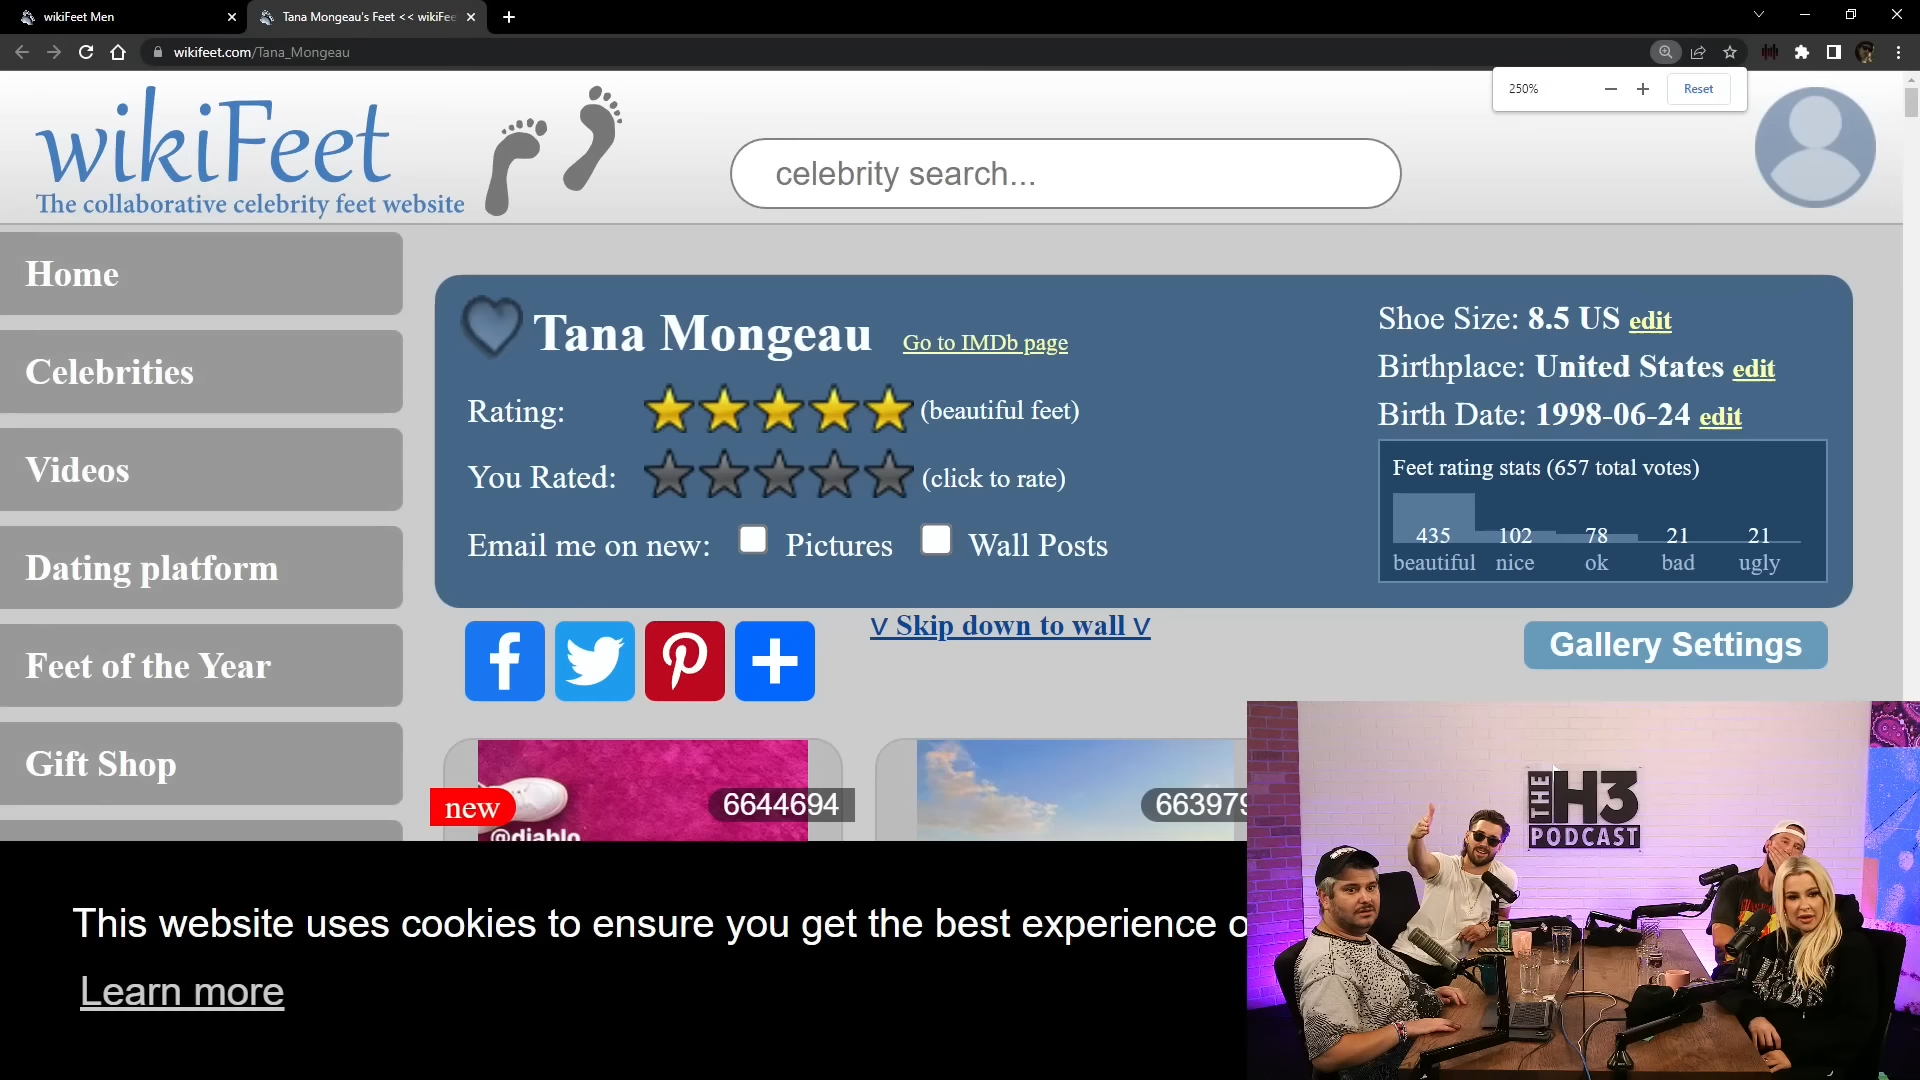 wikiFeet Men
Tana Mongeau's Feet << wikiFee
wikifeet.com/Tana_Mongeau
250%
Reset
wikiFeet
The collaborative celebrity feet website
celebrity search...
Home
Celebrities
Videos
Dating platform
Feet of the Year
Gift Shop
Tana Mongeau Go to IMDb page
Rating: (beautiful feet)
You Rated: (click to rate)
Email me on new: Pictures Wall Posts
Shoe Size: 8.5 US edit
Birthplace: United States edit
Birth Date: 1998-06-24 edit
Feet rating stats (657 total votes)
435 102 78 21 21
beautiful nice ok bad ugly
V Skip down to wall V
Gallery Settings
new
6644694
@diablo
663979
This website uses cookies to ensure you get the best experience o
Learn more
THE H3
PODCAST